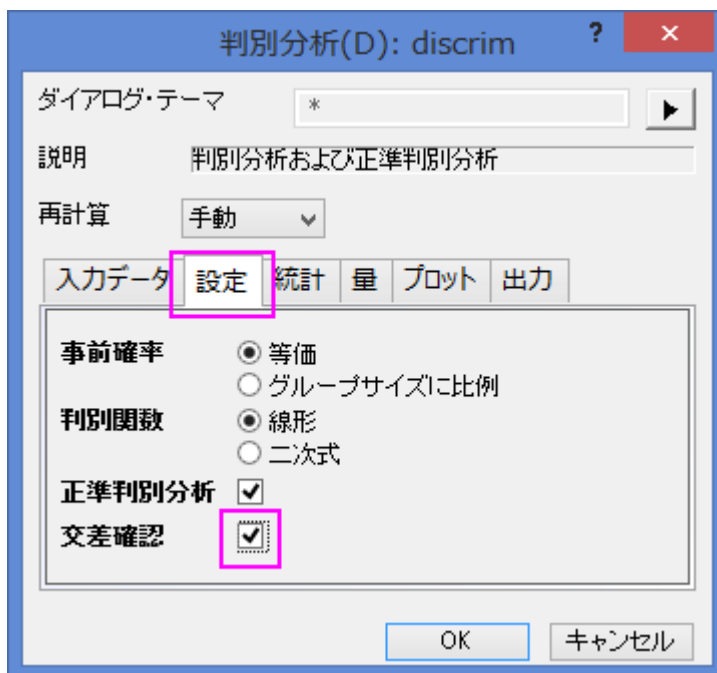 判別分析(D): discrim ? ×
ダイアログ・テーマ *
説明 判別分析および正準判別分析
再計算 手動
入力データ 設定 統計 量 プロット 出力
事前確率 等価
グループサイズに比例
判別関数 線形
二次式
正準判別分析
交差確認
OK キャンセル